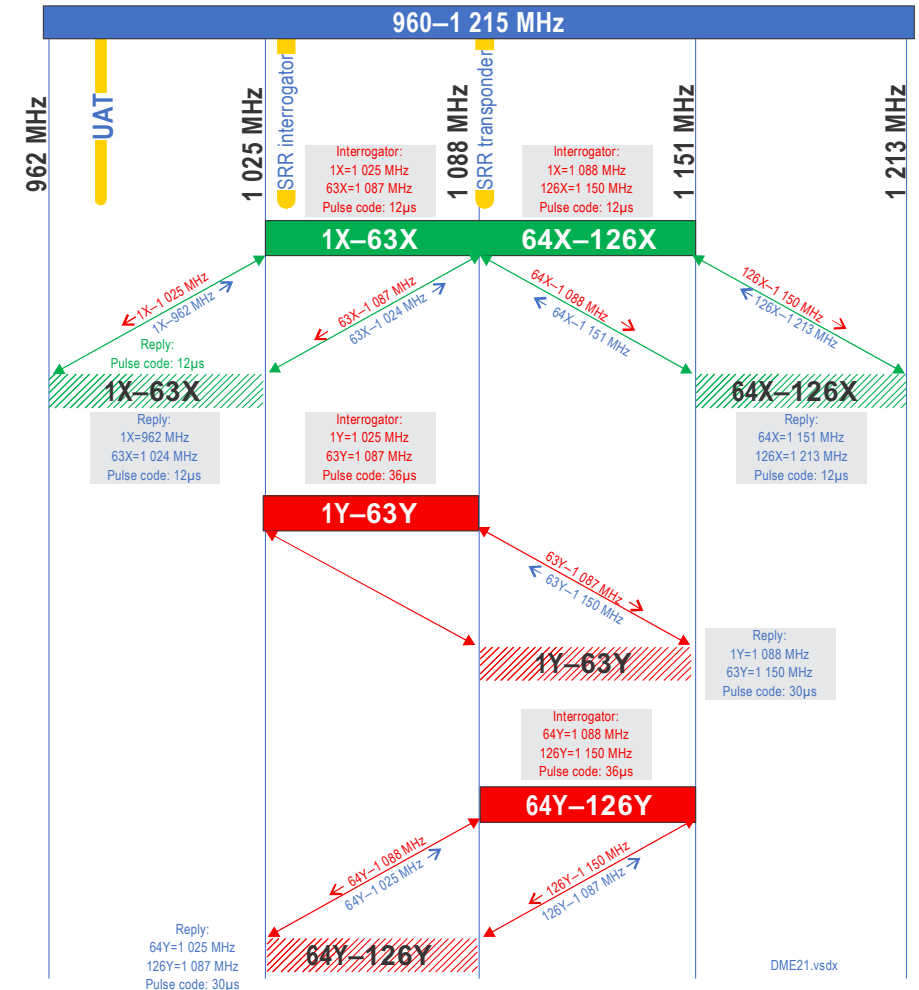 960–1 215 MHz
962 MHz
UAT
1 025 MHz
SRR interrogator
1 088 MHz
SRR transponder
1 151 MHz
1 213 MHz
Interrogator:
1X=1 025 MHz
63X=1 087 MHz
Pulse code: 12µs
Interrogator:
1X=1 088 MHz
126X=1 150 MHz
Pulse code: 12µs
1X–63X
64X–126X
1X–1 025 MHz
1X–962 MHz
63X–1 087 MHz
63X–1 024 MHz
64X–1 088 MHz
64X–1 151 MHz
126X–1 150 MHz
126X–1 213 MHz
Reply:
Pulse code: 12µs
1X–63X
64X–126X
Reply:
1X=962 MHz
63X=1 024 MHz
Pulse code: 12µs
Interrogator:
1Y=1 025 MHz
63Y=1 087 MHz
Pulse code: 36µs
Reply:
64X=1 151 MHz
126X=1 213 MHz
Pulse code: 12µs
1Y–63Y
63Y–1 087 MHz
63Y–1 150 MHz
1Y–63Y
Reply:
1Y=1 088 MHz
63Y=1 150 MHz
Pulse code: 30µs
Interrogator:
64Y=1 088 MHz
126Y=1 150 MHz
Pulse code: 36µs
64Y–126Y
64Y–1 088 MHz
64Y–1 025 MHz
126Y–1 150 MHz
126Y–1 087 MHz
Reply:
64Y=1 025 MHz
126Y=1 087 MHz
Pulse code: 30µs
64Y–126Y
DME21.vsdx